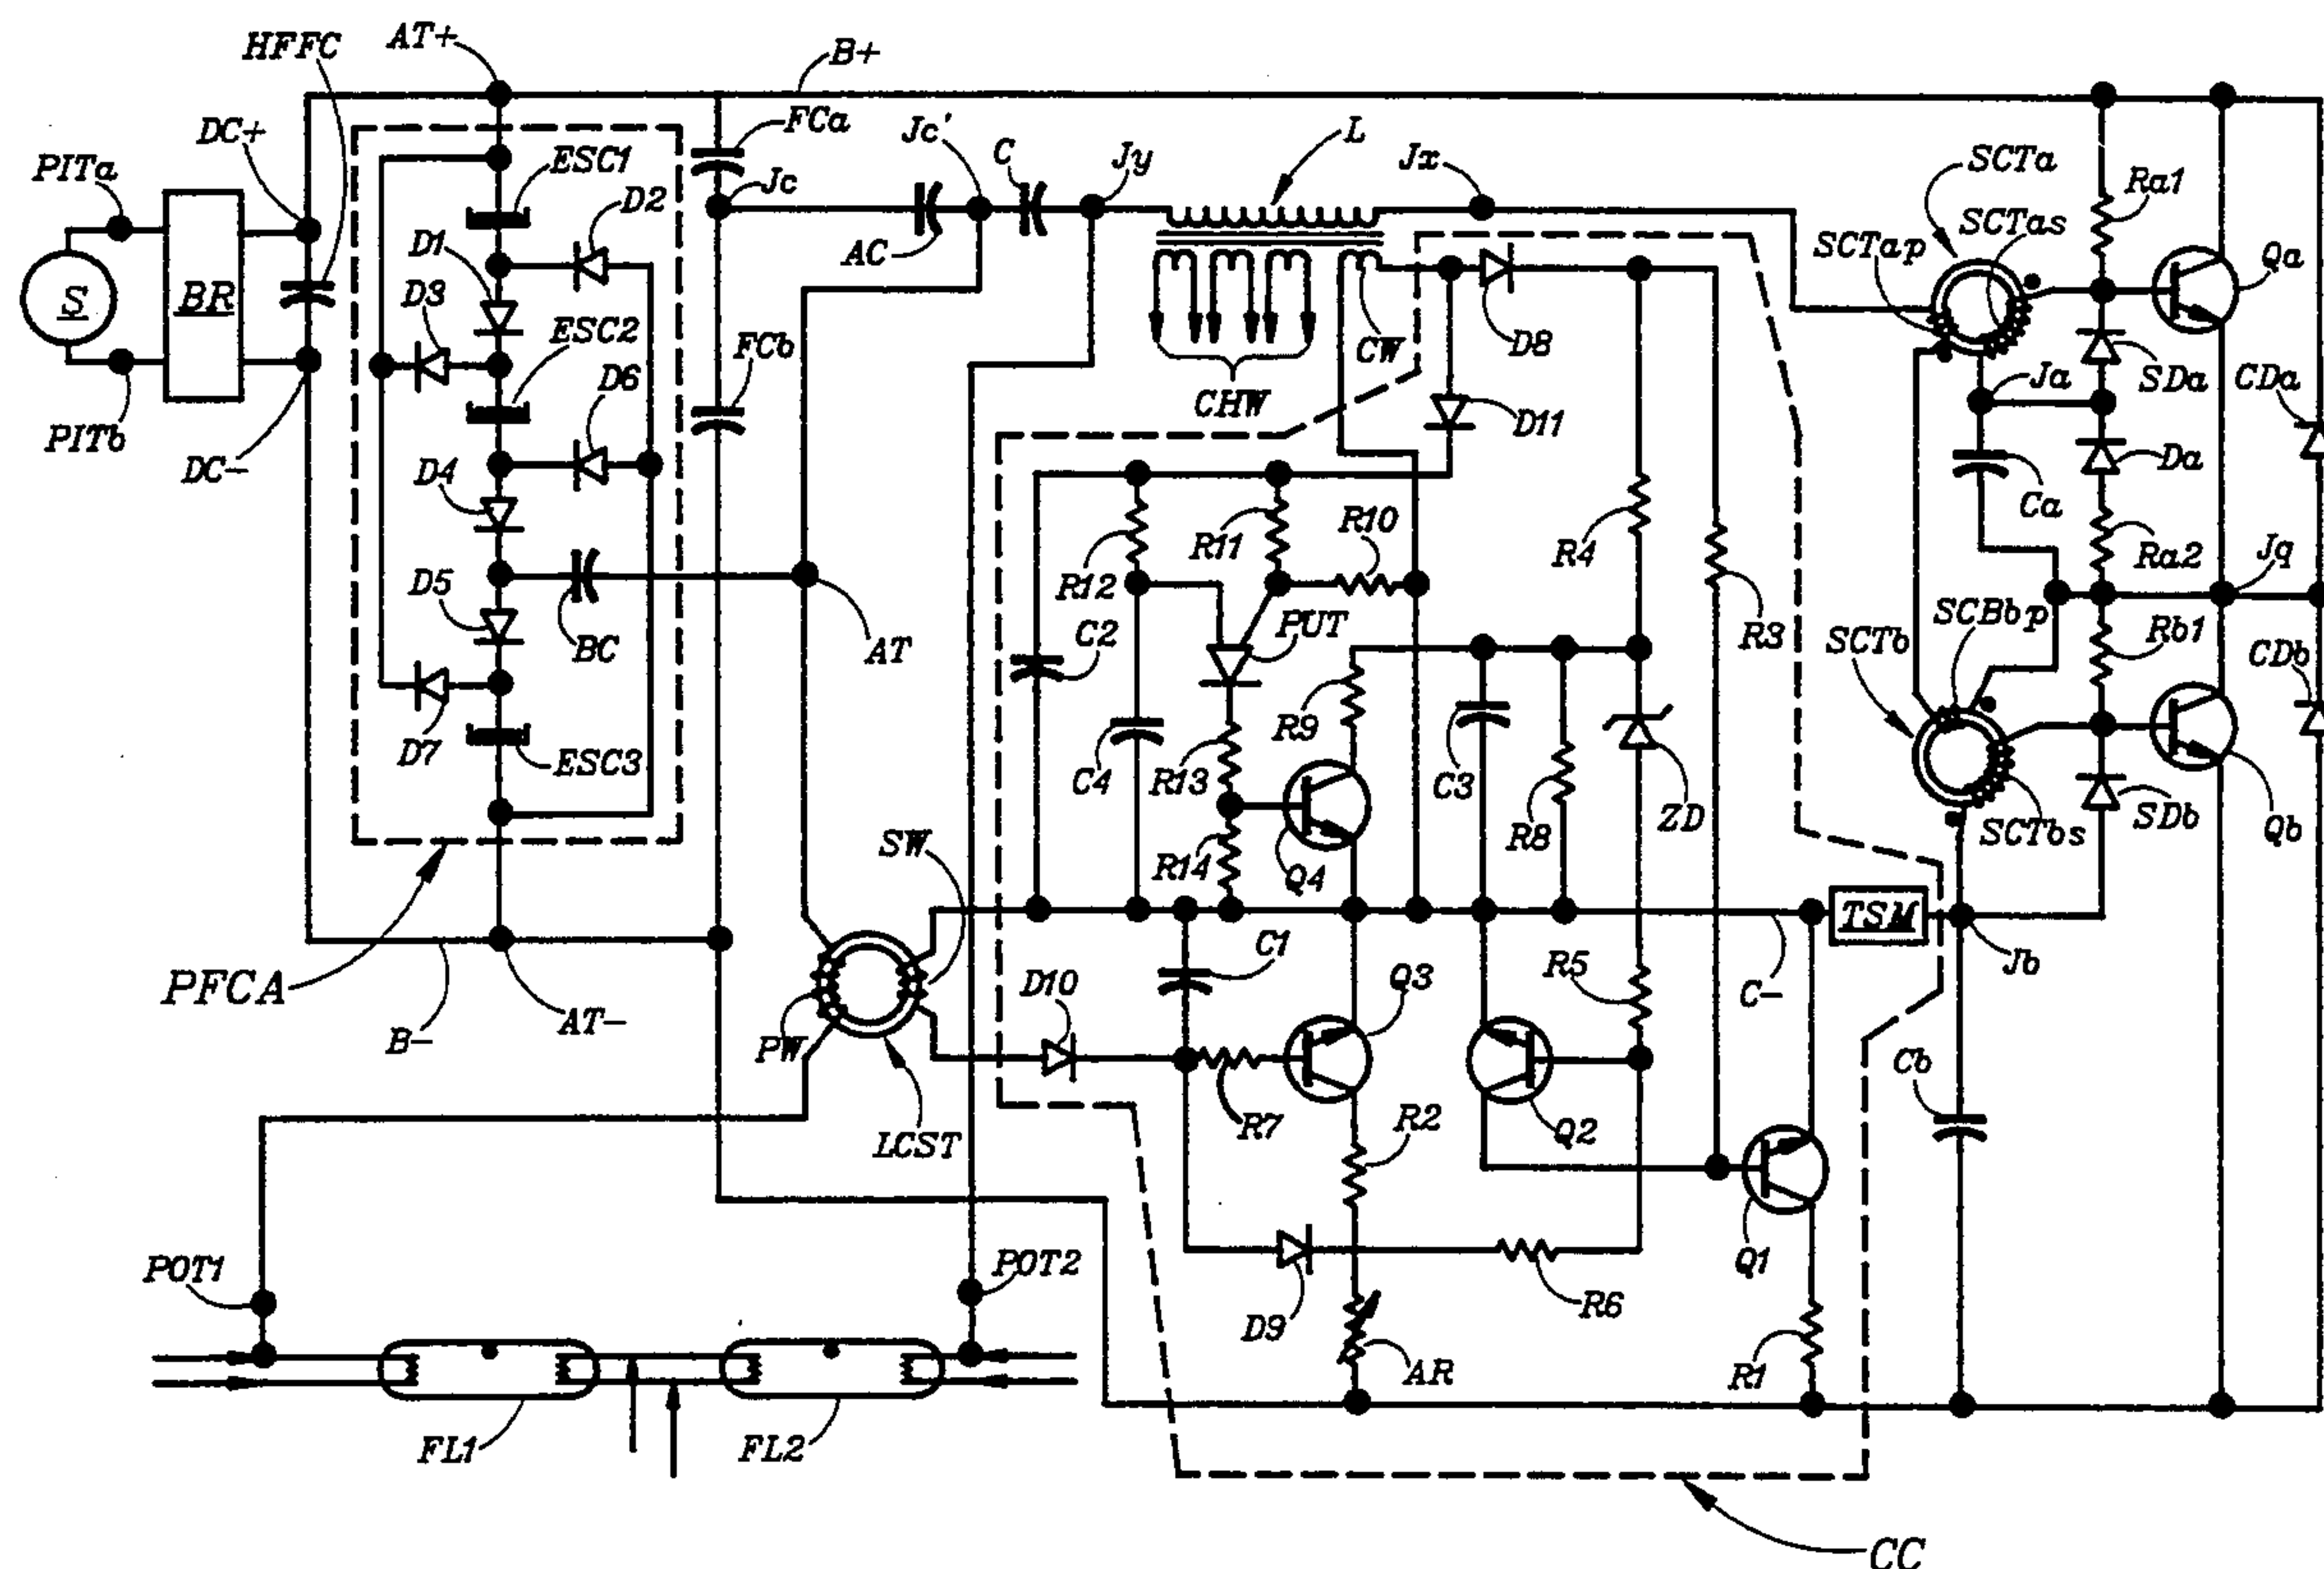 HFFC
AT+
B+
DC+
PITa
S
BR
PITb
DC-
ESC1
D2
D1
D3
ESC2
D6
D4
D5
BC
D7
ESC3
PFCA
B-
AT-
FCa
Jc
FCb
AC
Jc'
C
Jy
L
Jx
AT
CHW
CW
D8
D11
R12
R11
R10
R4
R3
C2
PUT
C4
R13
R9
C3
R8
ZD
R14
Q4
SW
PW
LCST
D10
C1
Q3
R5
C-
TSM
Jb
R7
R2
Q2
Q1
D9
R6
AR
R1
Cb
SCTa
SCTap
SCTas
Ra1
Qa
SDa
CDa
Ja
Da
Ca
Ra2
Jq
SCTb
SCBbp
Rb1
CDb
SCTbs
SDb
Qb
POT1
POT2
FL1
FL2
CC